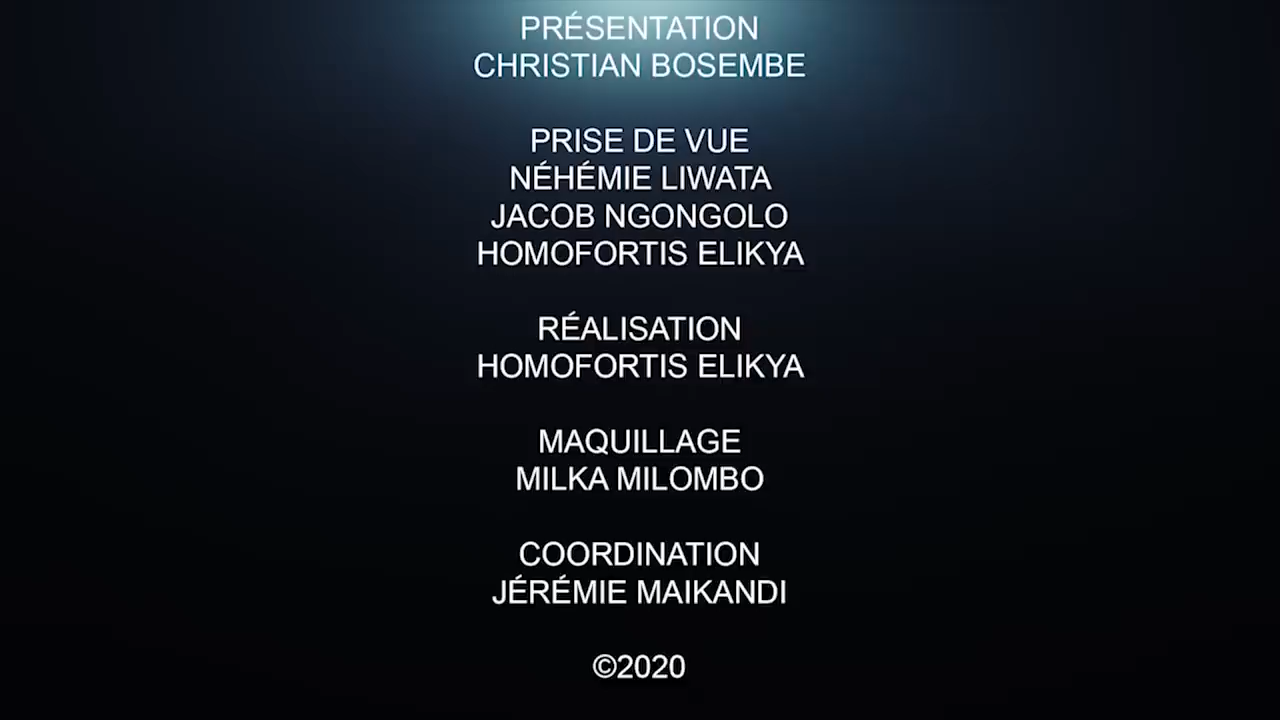 PRÉSENTATION
CHRISTIAN BOSEMBE
PRISE DE VUE
NÉHÉMIE LIWATA
JACOB NGONGOLO
HOMOFORTIS ELIKYA
RÉALISATION
HOMOFORTIS ELIKYA
MAQUILLAGE
MILKA MILOMBO
COORDINATION
JÉRÉMIE MAIKANDI
©2020